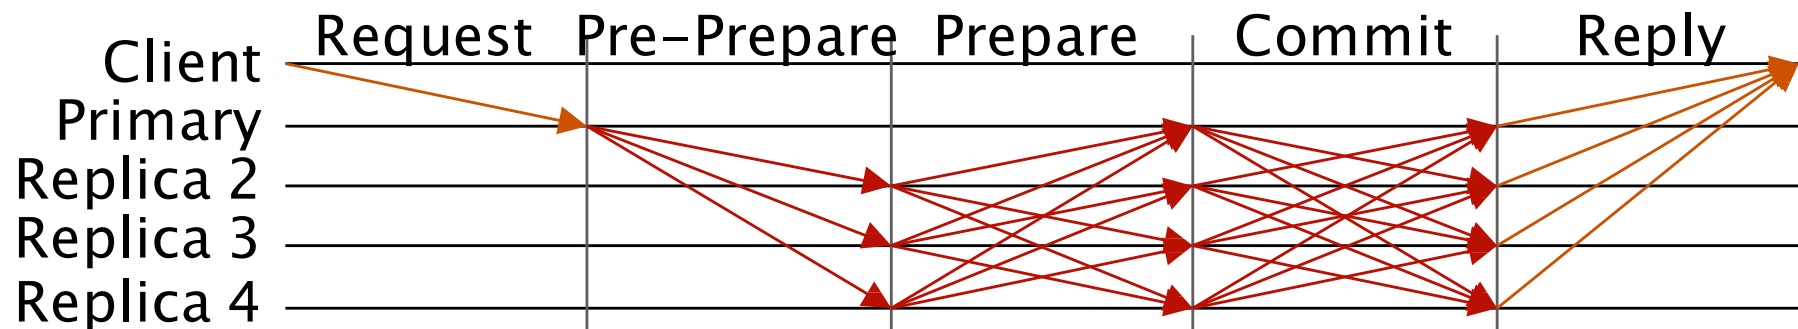 Request Pre-Prepare Prepare Commit Reply
Client
Primary
Replica 2
Replica 3
Replica 4